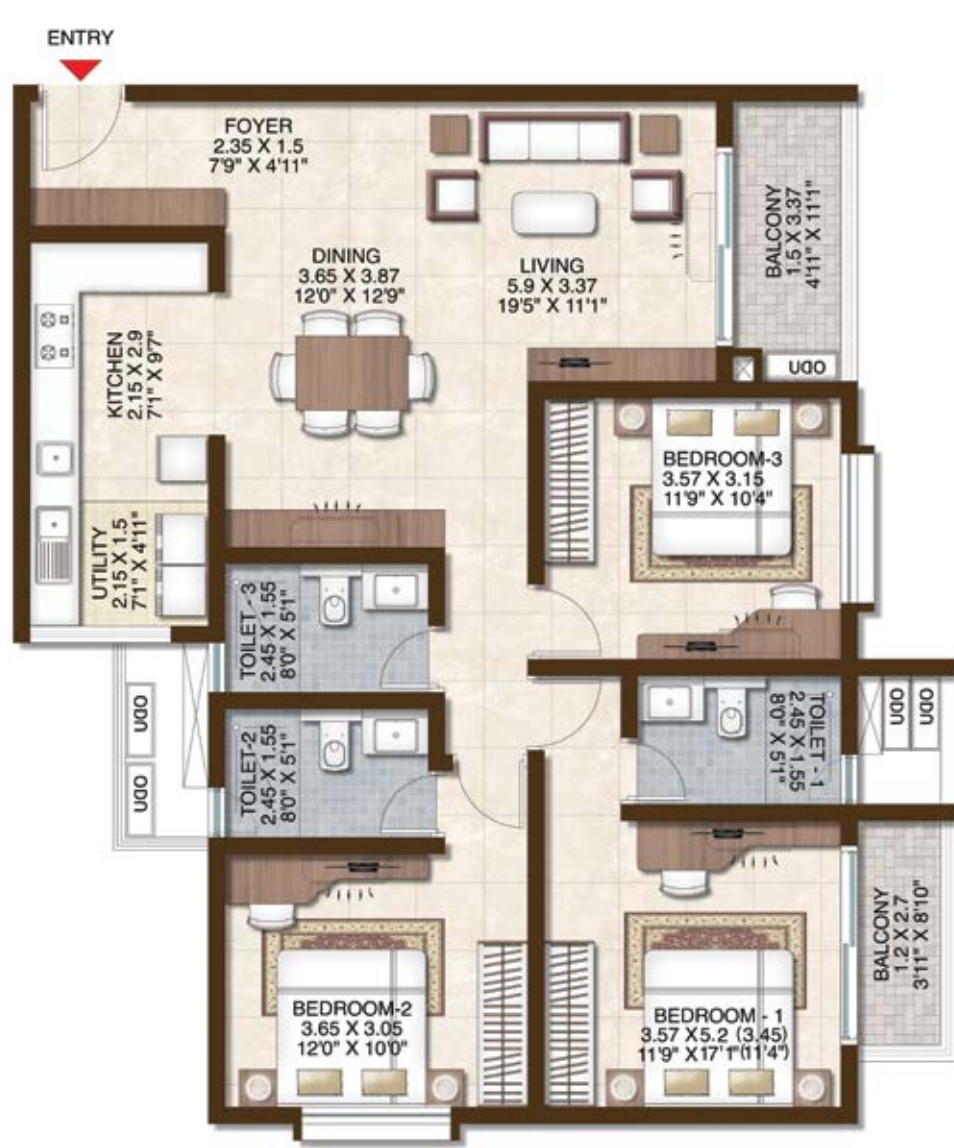 ENTRY
FOYER
2.35 X 1.5
7'9" X 4'11"
BALCONY
1.5 X 3.37
4'11" X 11'1"
DINING
3.65 X 3.87
12'0" X 12'9"
LIVING
5.9 X 3.37
19'5" X 11'1"
KITCHEN
2.15 X 2.9
7'1" X 9'7"
ODU
BEDROOM-3
3.57 X 3.15
11'9" X 10'4"
UTILITY
2.15 X 1.5
7'1" X 4'11"
TOILET - 3
2.45 X 1.55
8'0" X 5'1"
TOILET - 1
2.45 X 1.55
8'0" X 5'1"
ODU
ODU
ODU
ODU
TOILET-2
2.45 X 1.55
8'0" X 5'1"
BALCONY
1.2 X 2.7
3'11" X 8'10"
BEDROOM-2
3.65 X 3.05
12'0" X 10'0"
BEDROOM - 1
3.57 X 5.2 (3.45)
11'9" X 17'1" (11'4")